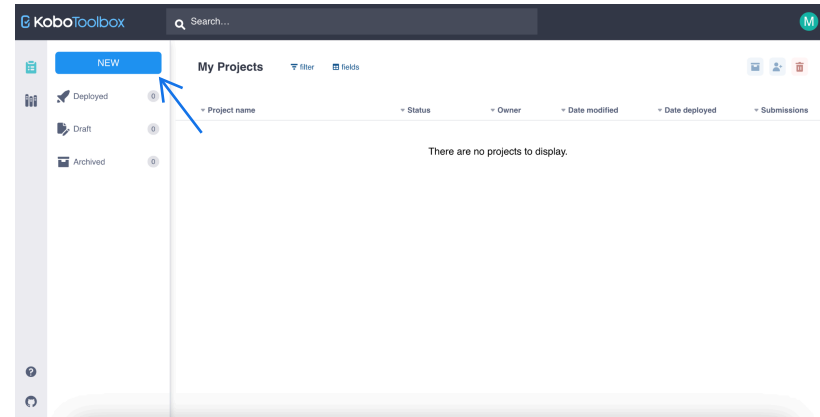 KoboToolbox
Search...
M
NEW
My Projects
filter
fields
Deployed
0
Project name
Status
Owner
Date modified
Date deployed
Submissions
Draft
0
There are no projects to display.
Archived
0